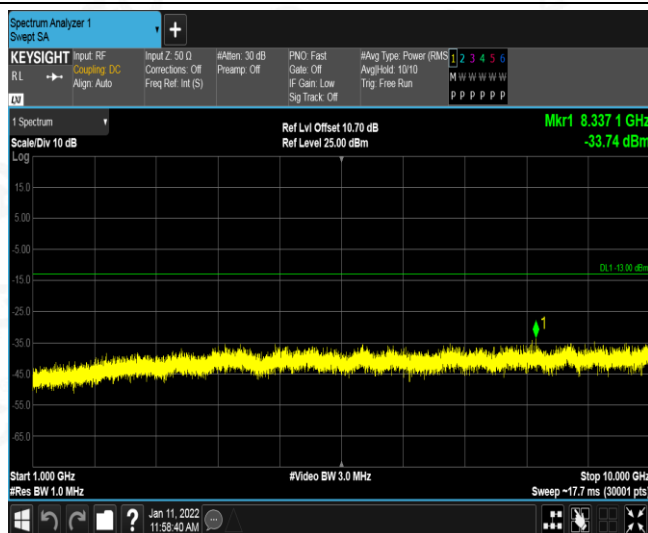 Spectrum Analyzer 1
Swept SA
+
KEYSIGHT
RL
LXI
Input: RF
Coupling: DC
Align: Auto
Input Z: 50 Ω
Corrections: Off
Freq Ref: Int (S)
#Atten: 30 dB
Preamp: Off
PNO: Fast
Gate: Off
IF Gain: Low
Sig Track: Off
#Avg Type: Power (RMS
Avg|Hold: 10/10
Trig: Free Run
1 2 3 4 5 6
M W W W W W
P P P P P P
1 Spectrum
Scale/Div 10 dB
Ref Lvl Offset 10.70 dB
Ref Level 25.00 dBm
Mkr1 8.337 1 GHz
-33.74 dBm
Log
15.0
5.00
-5.00
DL1 -13.00 dBm
-15.0
-25.0
1
-35.0
-45.0
-55.0
-65.0
Start 1.000 GHz
#Video BW 3.0 MHz
Stop 10.000 GHz
#Res BW 1.0 MHz
Sweep ~17.7 ms (30001 pts)
?
Jan 11, 2022
11:58:40 AM